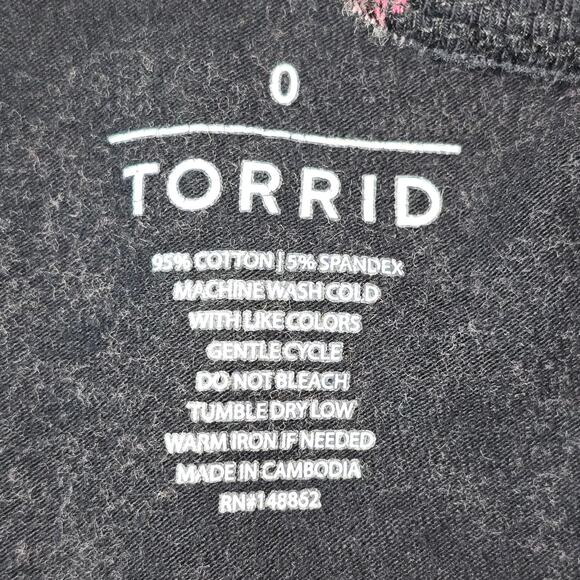 0
TORRID
95% COTTON | 5% SPANDEX
MACHINE WASH COLD
WITH LIKE COLORS
GENTLE CYCLE
DO NOT BLEACH
TUMBLE DRY LOW
WARM IRON IF NEEDED
MADE IN CAMBODIA
RN#148862